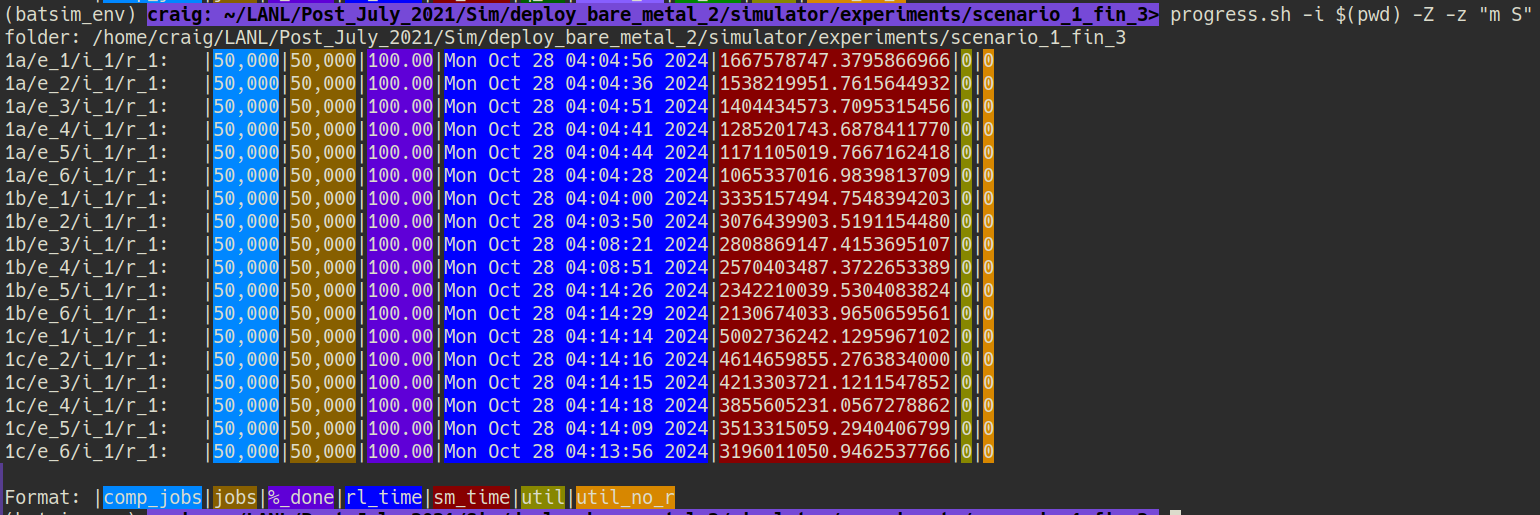 (batsim_env) craig: ~/LANL/Post_July_2021/Sim/deploy_bare_metal_2/simulator/experiments/scenario_1_fin_3> progress.sh -i $(pwd) -Z -z "m S"
folder: /home/craig/LANL/Post_July_2021/Sim/deploy_bare_metal_2/simulator/experiments/scenario_1_fin_3
1a/e_1/i_1/r_1: |50,000|50,000|100.00|Mon Oct 28 04:04:56 2024|1667578747.3795866966|0|0
1a/e_2/i_1/r_1: |50,000|50,000|100.00|Mon Oct 28 04:04:36 2024|1538219951.7615644932|0|0
1a/e_3/i_1/r_1: |50,000|50,000|100.00|Mon Oct 28 04:04:51 2024|1404434573.7095315456|0|0
1a/e_4/i_1/r_1: |50,000|50,000|100.00|Mon Oct 28 04:04:41 2024|1285201743.6878411770|0|0
1a/e_5/i_1/r_1: |50,000|50,000|100.00|Mon Oct 28 04:04:44 2024|1171105019.7667162418|0|0
1a/e_6/i_1/r_1: |50,000|50,000|100.00|Mon Oct 28 04:04:28 2024|1065337016.9839813709|0|0
1b/e_1/i_1/r_1: |50,000|50,000|100.00|Mon Oct 28 04:04:00 2024|3335157494.7548394203|0|0
1b/e_2/i_1/r_1: |50,000|50,000|100.00|Mon Oct 28 04:03:50 2024|3076439903.5191154480|0|0
1b/e_3/i_1/r_1: |50,000|50,000|100.00|Mon Oct 28 04:08:21 2024|2808869147.4153695107|0|0
1b/e_4/i_1/r_1: |50,000|50,000|100.00|Mon Oct 28 04:08:51 2024|2570403487.3722653389|0|0
1b/e_5/i_1/r_1: |50,000|50,000|100.00|Mon Oct 28 04:14:26 2024|2342210039.5304083824|0|0
1b/e_6/i_1/r_1: |50,000|50,000|100.00|Mon Oct 28 04:14:29 2024|2130674033.9650659561|0|0
1c/e_1/i_1/r_1: |50,000|50,000|100.00|Mon Oct 28 04:14:14 2024|5002736242.1295967102|0|0
1c/e_2/i_1/r_1: |50,000|50,000|100.00|Mon Oct 28 04:14:16 2024|4614659855.2763834000|0|0
1c/e_3/i_1/r_1: |50,000|50,000|100.00|Mon Oct 28 04:14:15 2024|4213303721.1211547852|0|0
1c/e_4/i_1/r_1: |50,000|50,000|100.00|Mon Oct 28 04:14:18 2024|3855605231.0567278862|0|0
1c/e_5/i_1/r_1: |50,000|50,000|100.00|Mon Oct 28 04:14:09 2024|3513315059.2940406799|0|0
1c/e_6/i_1/r_1: |50,000|50,000|100.00|Mon Oct 28 04:13:56 2024|3196011050.9462537766|0|0
Format: |comp_jobs|jobs|%_done|rl_time|sm_time|util|util_no_r